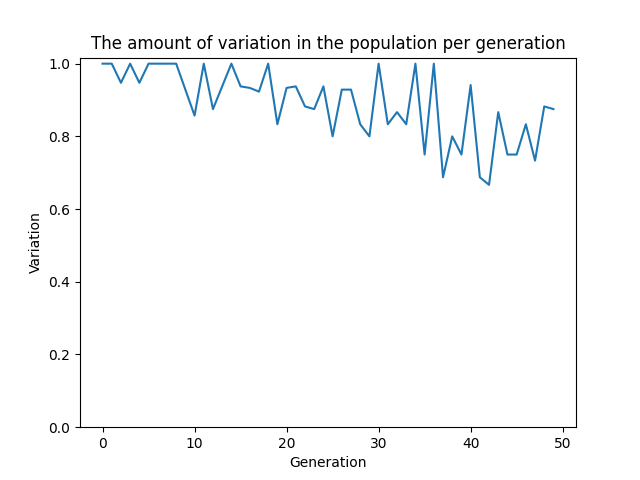 The amount of variation in the population per generation
1.0
0.8
0.6
0.4
0.2
0.0
Variation
0 10 20 30 40 50
Generation